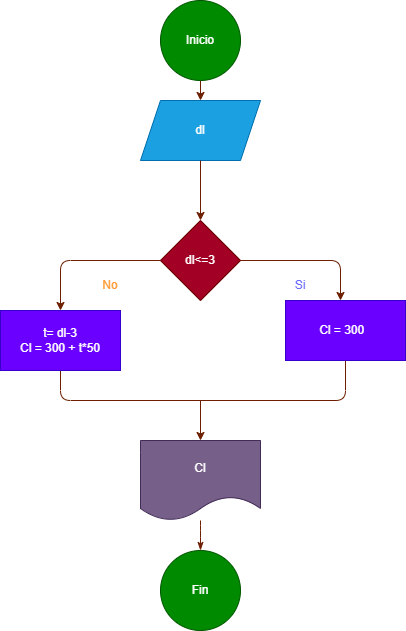 Inicio
dl
dl<=3
No
Si
t= dl-3
Cl = 300 + t*50
Cl = 300
Cl
Fin